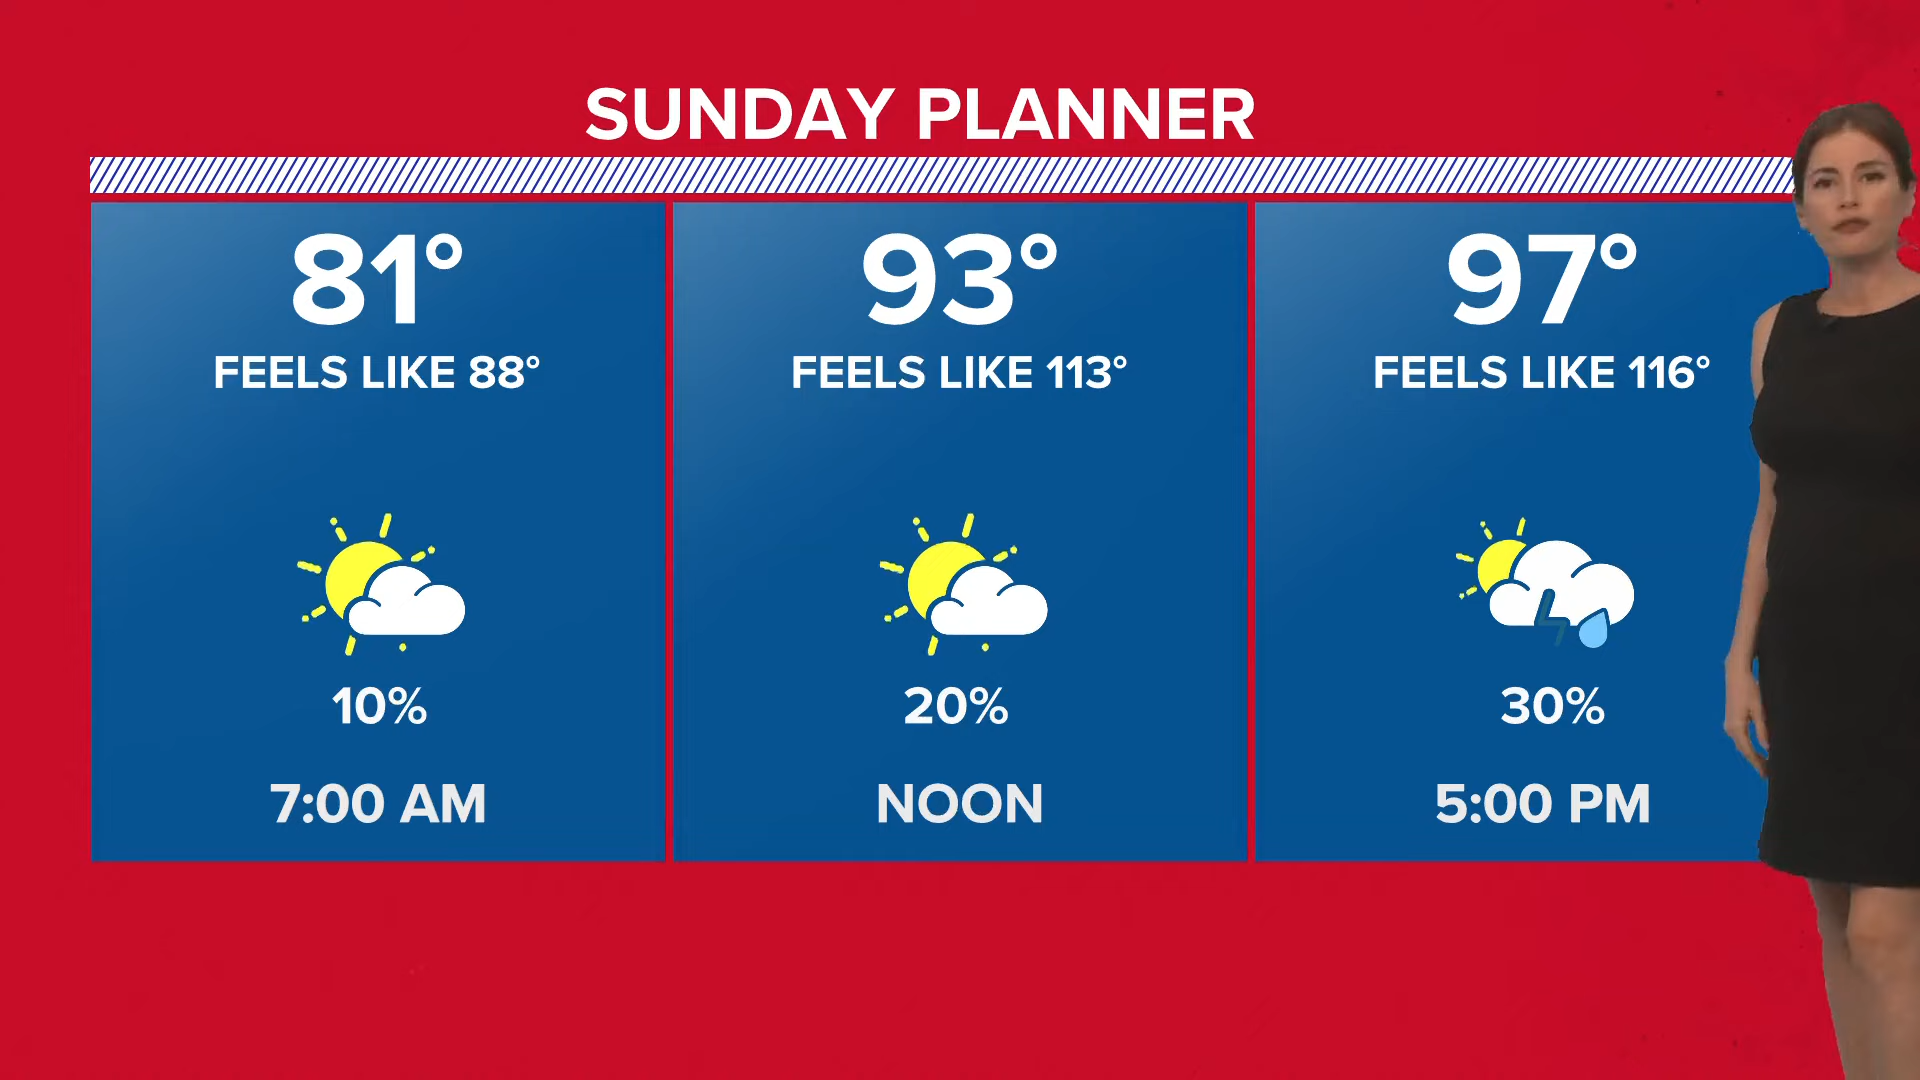 SUNDAY PLANNER
81°
FEELS LIKE 88°
10%
7:00 AM
93°
FEELS LIKE 113°
20%
NOON
97°
FEELS LIKE 116°
30%
5:00 PM